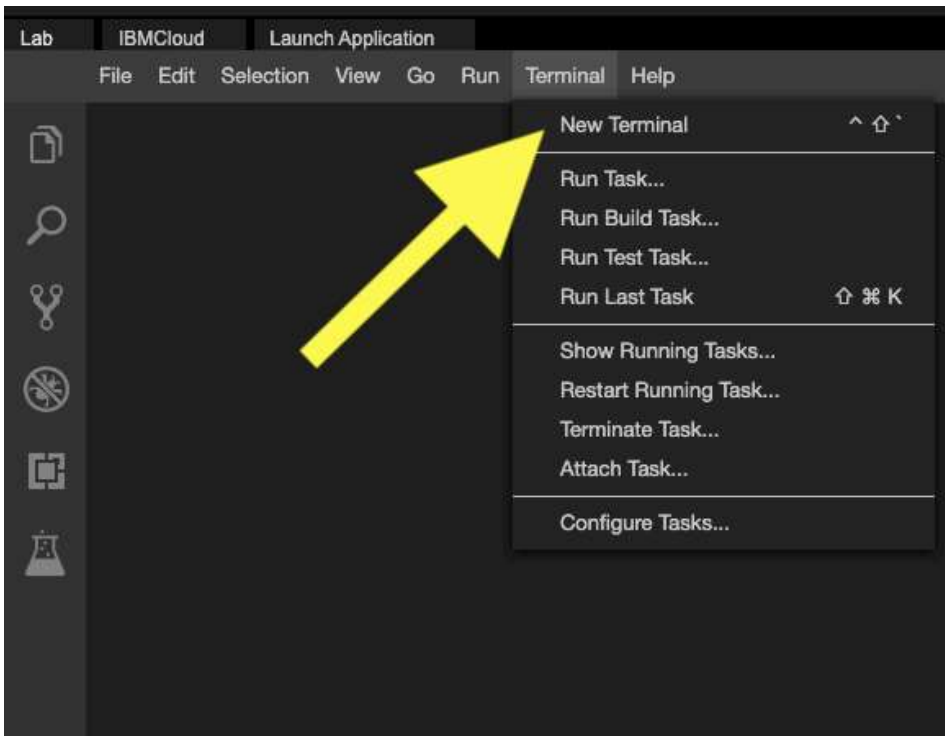 Lab IBMCloud Launch Application
File Edit Selection View Go Run Terminal Help
New Terminal ^ ⇧ `
Run Task...
Run Build Task...
Run Test Task...
Run Last Task ⇧ ⌘ K
Show Running Tasks...
Restart Running Task...
Terminate Task...
Attach Task...
Configure Tasks...